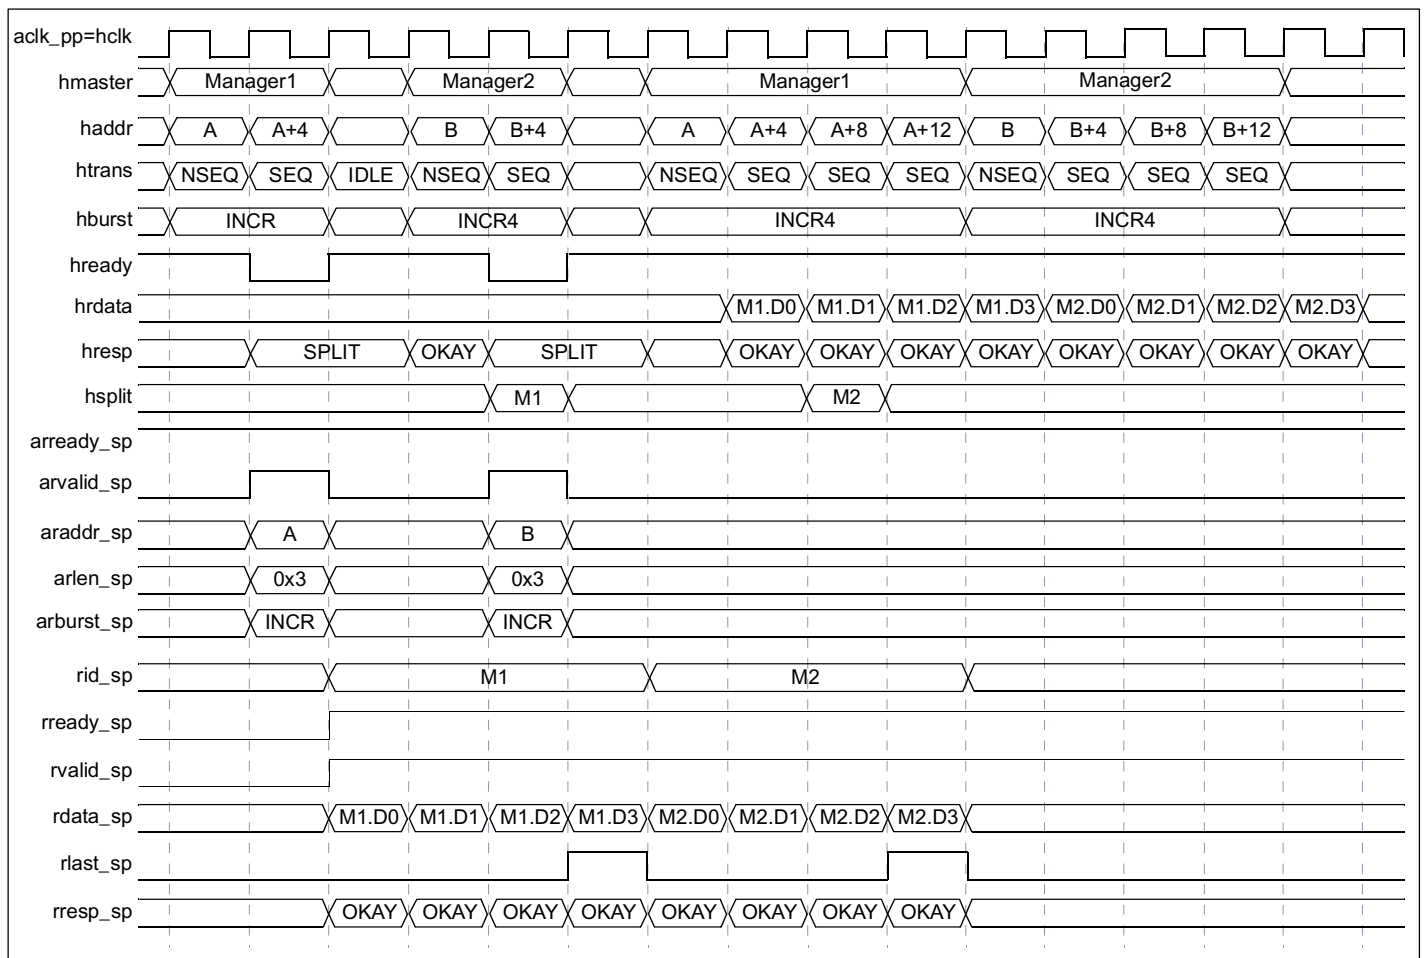 aclk_pp=hclk
hmaster Manager1 Manager2 Manager1 Manager2
haddr A A+4 B B+4 A A+4 A+8 A+12 B B+4 B+8 B+12
htrans NSEQ SEQ IDLE NSEQ SEQ NSEQ SEQ SEQ SEQ NSEQ SEQ SEQ SEQ
hburst INCR INCR4 INCR4 INCR4
hready
hrdata M1.D0 M1.D1 M1.D2 M1.D3 M2.D0 M2.D1 M2.D2 M2.D3
hresp SPLIT OKAY SPLIT OKAY OKAY OKAY OKAY OKAY OKAY OKAY OKAY
hsplit M1 M2
arready_sp
arvalid_sp
araddr_sp A B
arlen_sp 0x3 0x3
arburst_sp INCR INCR
rid_sp M1 M2
rready_sp
rvalid_sp
rdata_sp M1.D0 M1.D1 M1.D2 M1.D3 M2.D0 M2.D1 M2.D2 M2.D3
rlast_sp
rresp_sp OKAY OKAY OKAY OKAY OKAY OKAY OKAY OKAY